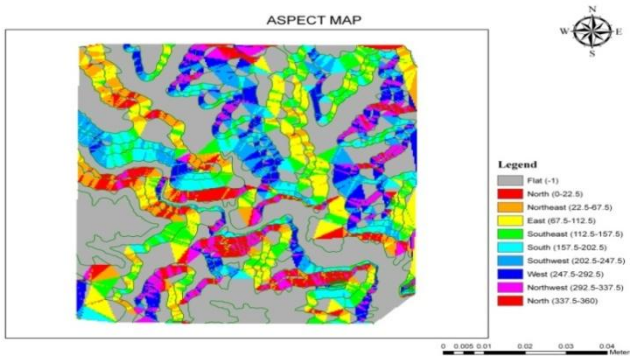 ASPECT MAP
N
W E
S
Legend
Flat (-1)
North (0-22.5)
Northeast (22.5-67.5)
East (67.5-112.5)
Southeast (112.5-157.5)
South (157.5-202.5)
Southwest (202.5-247.5)
West (247.5-292.5)
Northwest (292.5-337.5)
North (337.5-360)
0 0.005 0.01 0.02 0.03 0.04
Meter